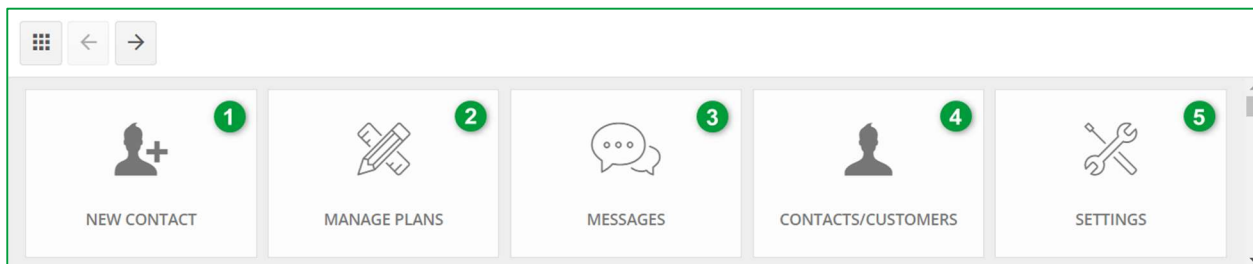 1
2
3
4
5
NEW CONTACT
MANAGE PLANS
MESSAGES
CONTACTS/CUSTOMERS
SETTINGS